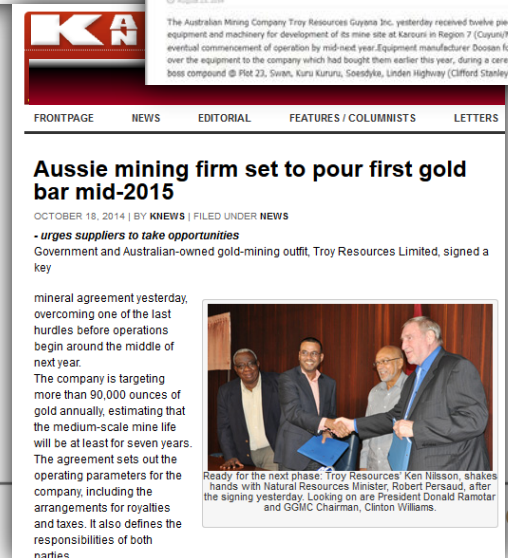 August 23, 2014
The Australian Mining Company Troy Resources Guyana Inc. yesterday received twelve pie
equipment and machinery for development of its mine site at Karouni in Region 7 (Cuyuni/M
eventual commencement of operation by mid-next year.Equipment manufacturer Doosan fo
over the equipment to the company which had bought them earlier this year, during a cere
boss compound @ Plot 23, Swan, Kuru Kururu, Soesdyke, Linden Highway (Clifford Stanley
KA
N
FRONTPAGE NEWS EDITORIAL FEATURES / COLUMNISTS LETTERS
Aussie mining firm set to pour first gold
bar mid-2015
OCTOBER 18, 2014 | BY KNEWS | FILED UNDER NEWS
- urges suppliers to take opportunities
Government and Australian-owned gold-mining outfit, Troy Resources Limited, signed a
key
mineral agreement yesterday,
overcoming one of the last
hurdles before operations
begin around the middle of
next year.
The company is targeting
more than 90,000 ounces of
gold annually, estimating that
the medium-scale mine life
will be at least for seven years.
The agreement sets out the
operating parameters for the
company, including the
arrangements for royalties
and taxes. It also defines the
responsibilities of both
parties
Ready for the next phase: Troy Resources' Ken Nilsson, shakes
hands with Natural Resources Minister, Robert Persaud, after
the signing yesterday. Looking on are President Donald Ramotar
and GGMC Chairman, Clinton Williams.